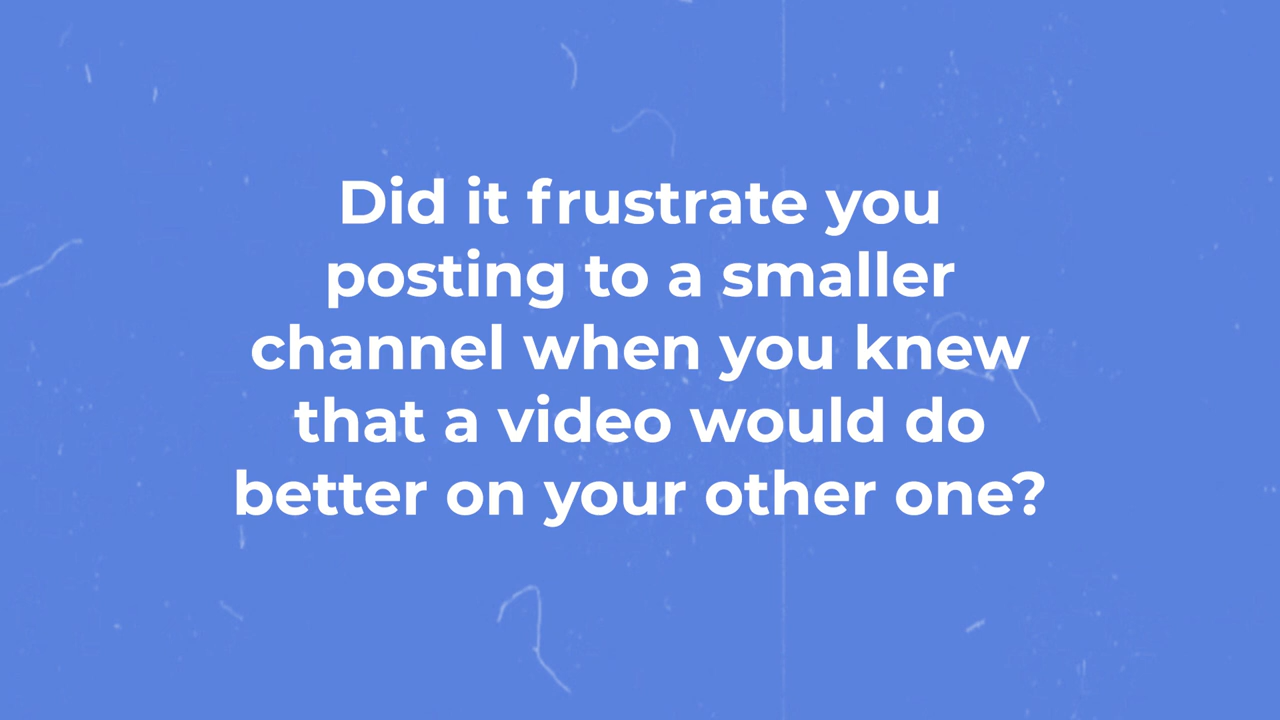 Did it frustrate you
posting to a smaller
channel when you knew
that a video would do
better on your other one?